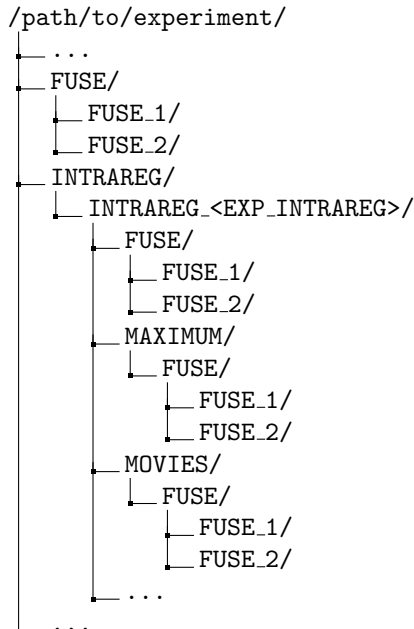 /path/to/experiment/
...
FUSE/
FUSE_1/
FUSE_2/
INTRAREG/
INTRAREG_<EXP_INTRAREG>/
FUSE/
FUSE_1/
FUSE_2/
MAXIMUM/
FUSE/
FUSE_1/
FUSE_2/
MOVIES/
FUSE/
FUSE_1/
FUSE_2/
...
...